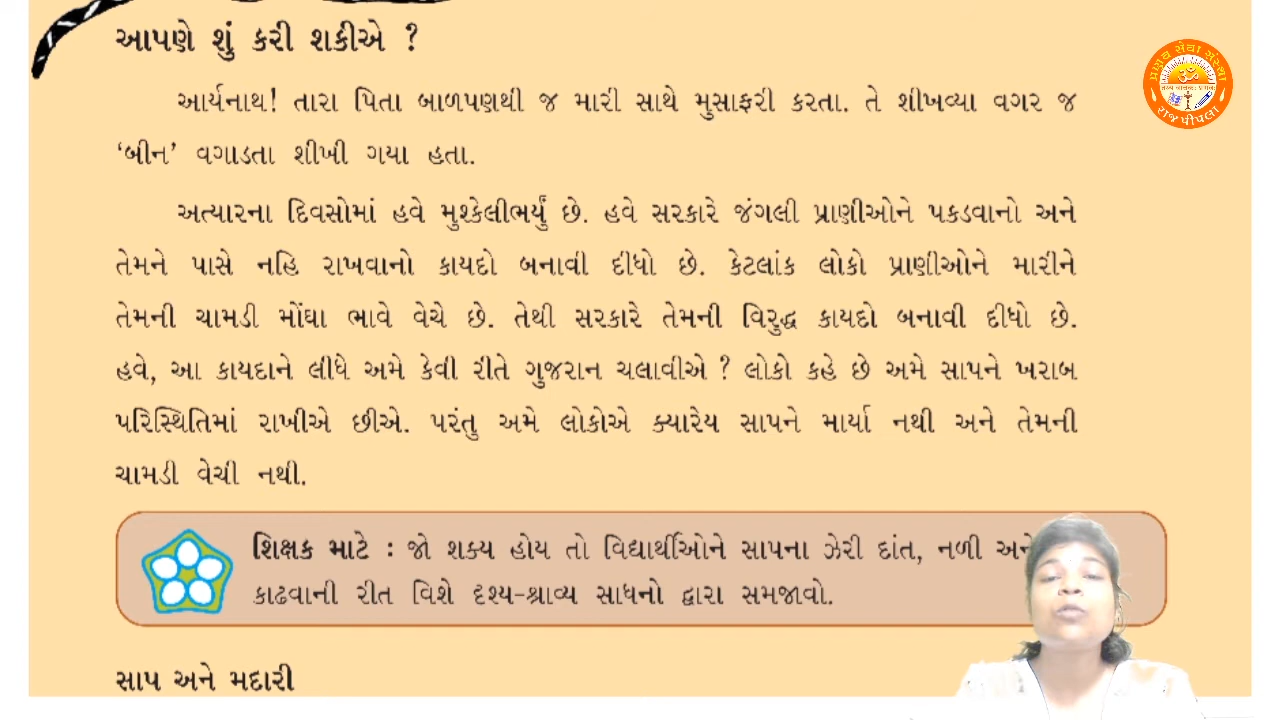 આપણે શું કરી શકીએ ?
આર્યનાથ! તારા પિતા બાળપણથી જ મારી સાથે મુસાફરી કરતા. તે શીખવ્યા વગર જ
‘બીન’ વગાડતા શીખી ગયા હતા.
અત્યારના દિવસોમાં હવે મુશ્કેલીભર્યું છે. હવે સરકારે જંગલી પ્રાણીઓને પકડવાનો અને
તેમને પાસે નહિ રાખવાનો કાયદો બનાવી દીધો છે. કેટલાંક લોકો પ્રાણીઓને મારીને
તેમની ચામડી મોંઘા ભાવે વેચે છે. તેથી સરકારે તેમની વિરુદ્ધ કાયદો બનાવી દીધો છે.
હવે, આ કાયદાને લીધે અમે કેવી રીતે ગુજરાન ચલાવીએ ? લોકો કહે છે અમે સાપને ખરાબ
પરિસ્થિતિમાં રાખીએ છીએ. પરંતુ અમે લોકોએ ક્યારેય સાપને માર્યા નથી અને તેમની
ચામડી વેચી નથી.
શિક્ષક માટે : જો શક્ય હોય તો વિદ્યાર્થીઓને સાપના ઝેરી દાંત, નળી અને
કાઢવાની રીત વિશે દૃશ્ય-શ્રાવ્ય સાધનો દ્વારા સમજાવો.
સાપ અને મદારી
પ્રણવ સેવા સંસ્થા
રાજપીપલા